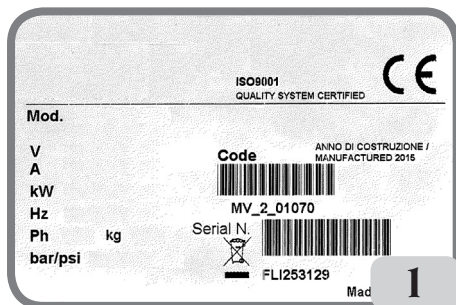 CE
ISO9001
QUALITY SYSTEM CERTIFIED
Mod.
V
A
kW
Hz
Ph kg
bar/psi
Code
ANNO DI COSTRUZIONE /
MANUFACTURED 2015
MV_2_01070
Serial N.
FLI253129
1